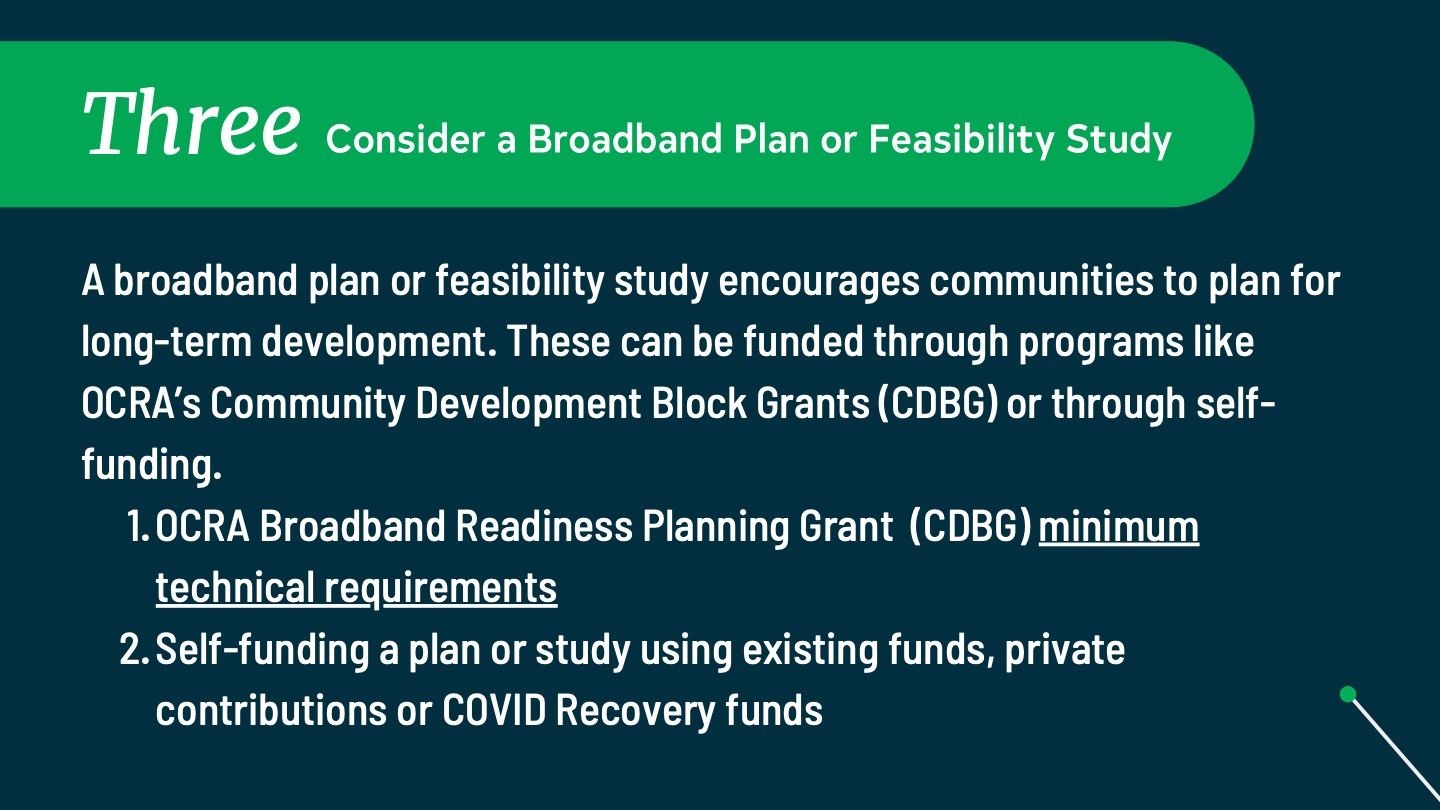 Three Consider a Broadband Plan or Feasibility Study
A broadband plan or feasibility study encourages communities to plan for
long-term development. These can be funded through programs like
OCRA’s Community Development Block Grants (CDBG) or through self-
funding.
1. OCRA Broadband Readiness Planning Grant (CDBG) minimum
technical requirements
2. Self-funding a plan or study using existing funds, private
contributions or COVID Recovery funds